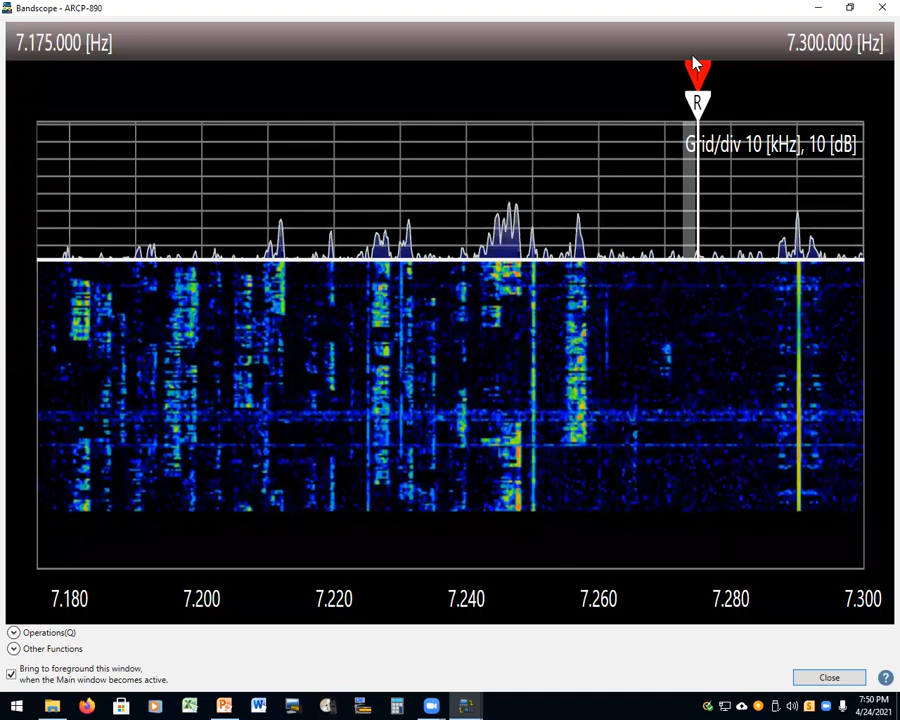 Bandscope - ARCP-890
7.175.000 [Hz]
7.300.000 [Hz]
R
Grid/div 10 [kHz], 10 [dB]
7.180
7.200
7.220
7.240
7.260
7.280
7.300
Operations(Q)
Other Functions
Bring to foreground this window,
when the Main window becomes active.
Close
7:50 PM
4/24/2021